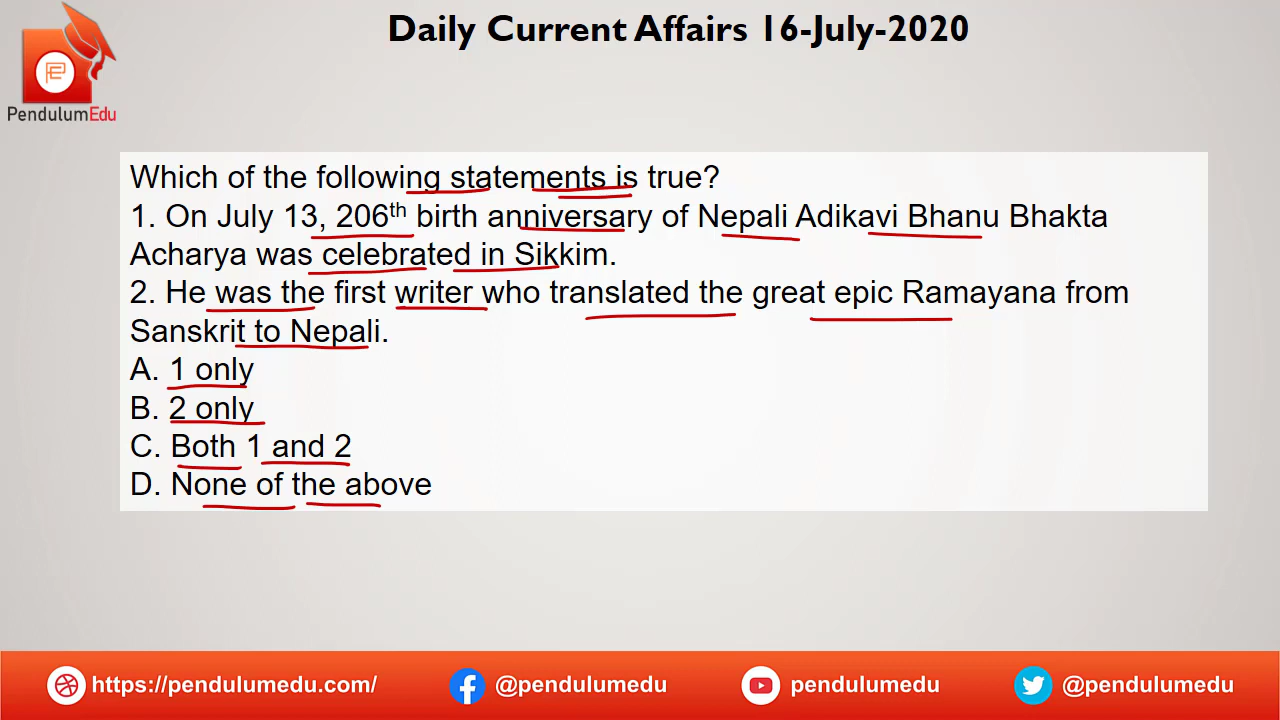 Daily Current Affairs 16-July-2020
PendulumEdu
Which of the following statements is true?
1. On July 13, 206th birth anniversary of Nepali Adikavi Bhanu Bhakta
Acharya was celebrated in Sikkim.
2. He was the first writer who translated the great epic Ramayana from
Sanskrit to Nepali.
A. 1 only
B. 2 only
C. Both 1 and 2
D. None of the above
https://pendulumedu.com/ @pendulumedu pendulumedu @pendulumedu